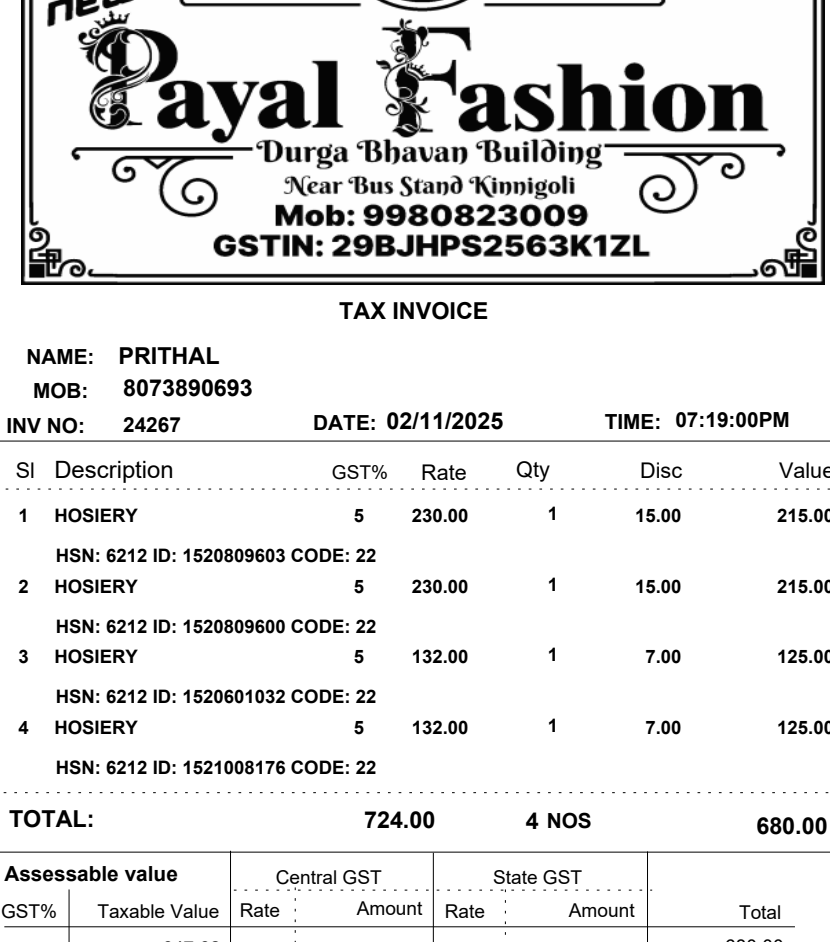 Payal Fashion
Durga Bhavan Building
Near Bus Stand Kinnigoli
Mob: 9980823009
GSTIN: 29BJHPS2563K1ZL
TAX INVOICE
NAME: PRITHAL
MOB: 8073890693
INV NO: 24267 DATE: 02/11/2025 TIME: 07:19:00PM
Sl Description GST% Rate Qty Disc Value
1 HOSIERY 5 230.00 1 15.00 215.00
HSN: 6212 ID: 1520809603 CODE: 22
2 HOSIERY 5 230.00 1 15.00 215.00
HSN: 6212 ID: 1520809600 CODE: 22
3 HOSIERY 5 132.00 1 7.00 125.00
HSN: 6212 ID: 1520601032 CODE: 22
4 HOSIERY 5 132.00 1 7.00 125.00
HSN: 6212 ID: 1521008176 CODE: 22
TOTAL: 724.00 4 NOS 680.00
Assessable value Central GST State GST
GST% Taxable Value Rate Amount Rate Amount Total